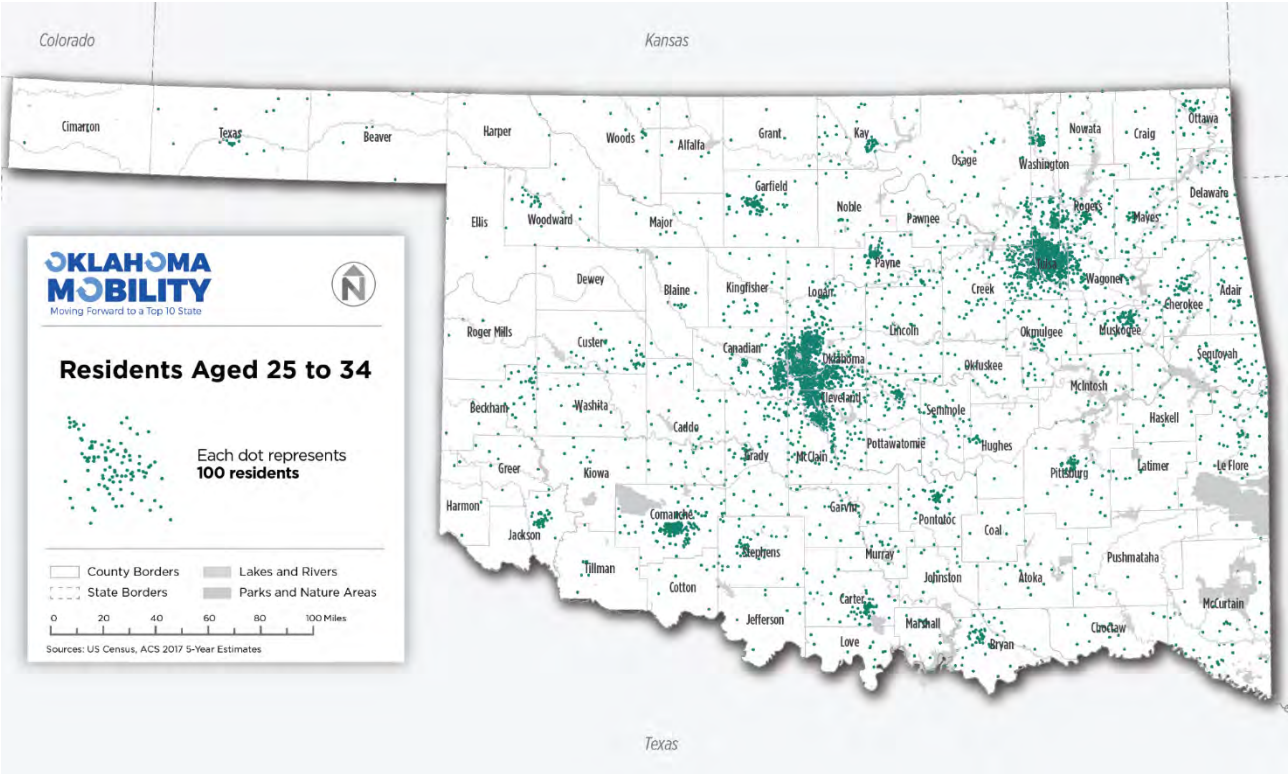 Colorado
Kansas
Cimarron
Texas
Beaver
Harper
Woods
Alfalfa
Grant
Kay
Osage
Washington
Nowata
Craig
Ottawa
Ellis
Woodward
Major
Garfield
Noble
Pawnee
Rogers
Mayes
Delaware
Dewey
Blaine
Kingfisher
Logan
Payne
Creek
Tulsa
Wagoner
Cherokee
Adair
Roger Mills
Custer
Canadian
Oklahoma
Lincoln
Okmulgee
Muskogee
Sequoyah
Beckham
Washita
Caddo
Cleveland
Okfuskee
McIntosh
Haskell
Greer
Kiowa
Grady
McClain
Pottawatomie
Seminole
Hughes
Pittsburg
Latimer
Le Flore
Harmon
Jackson
Comanche
Stephens
Garvin
Murray
Pontotoc
Coal
Pushmataha
Tillman
Cotton
Jefferson
Carter
Love
Johnston
Marshall
Atoka
Bryan
Choctaw
McCurtain
OKLAHOMA
MOBILITY
Moving Forward to a Top 10 State
N
Residents Aged 25 to 34
Each dot represents
100 residents
County Borders
Lakes and Rivers
State Borders
Parks and Nature Areas
0 20 40 60 80 100 Miles
Sources: US Census, ACS 2017 5-Year Estimates
Texas